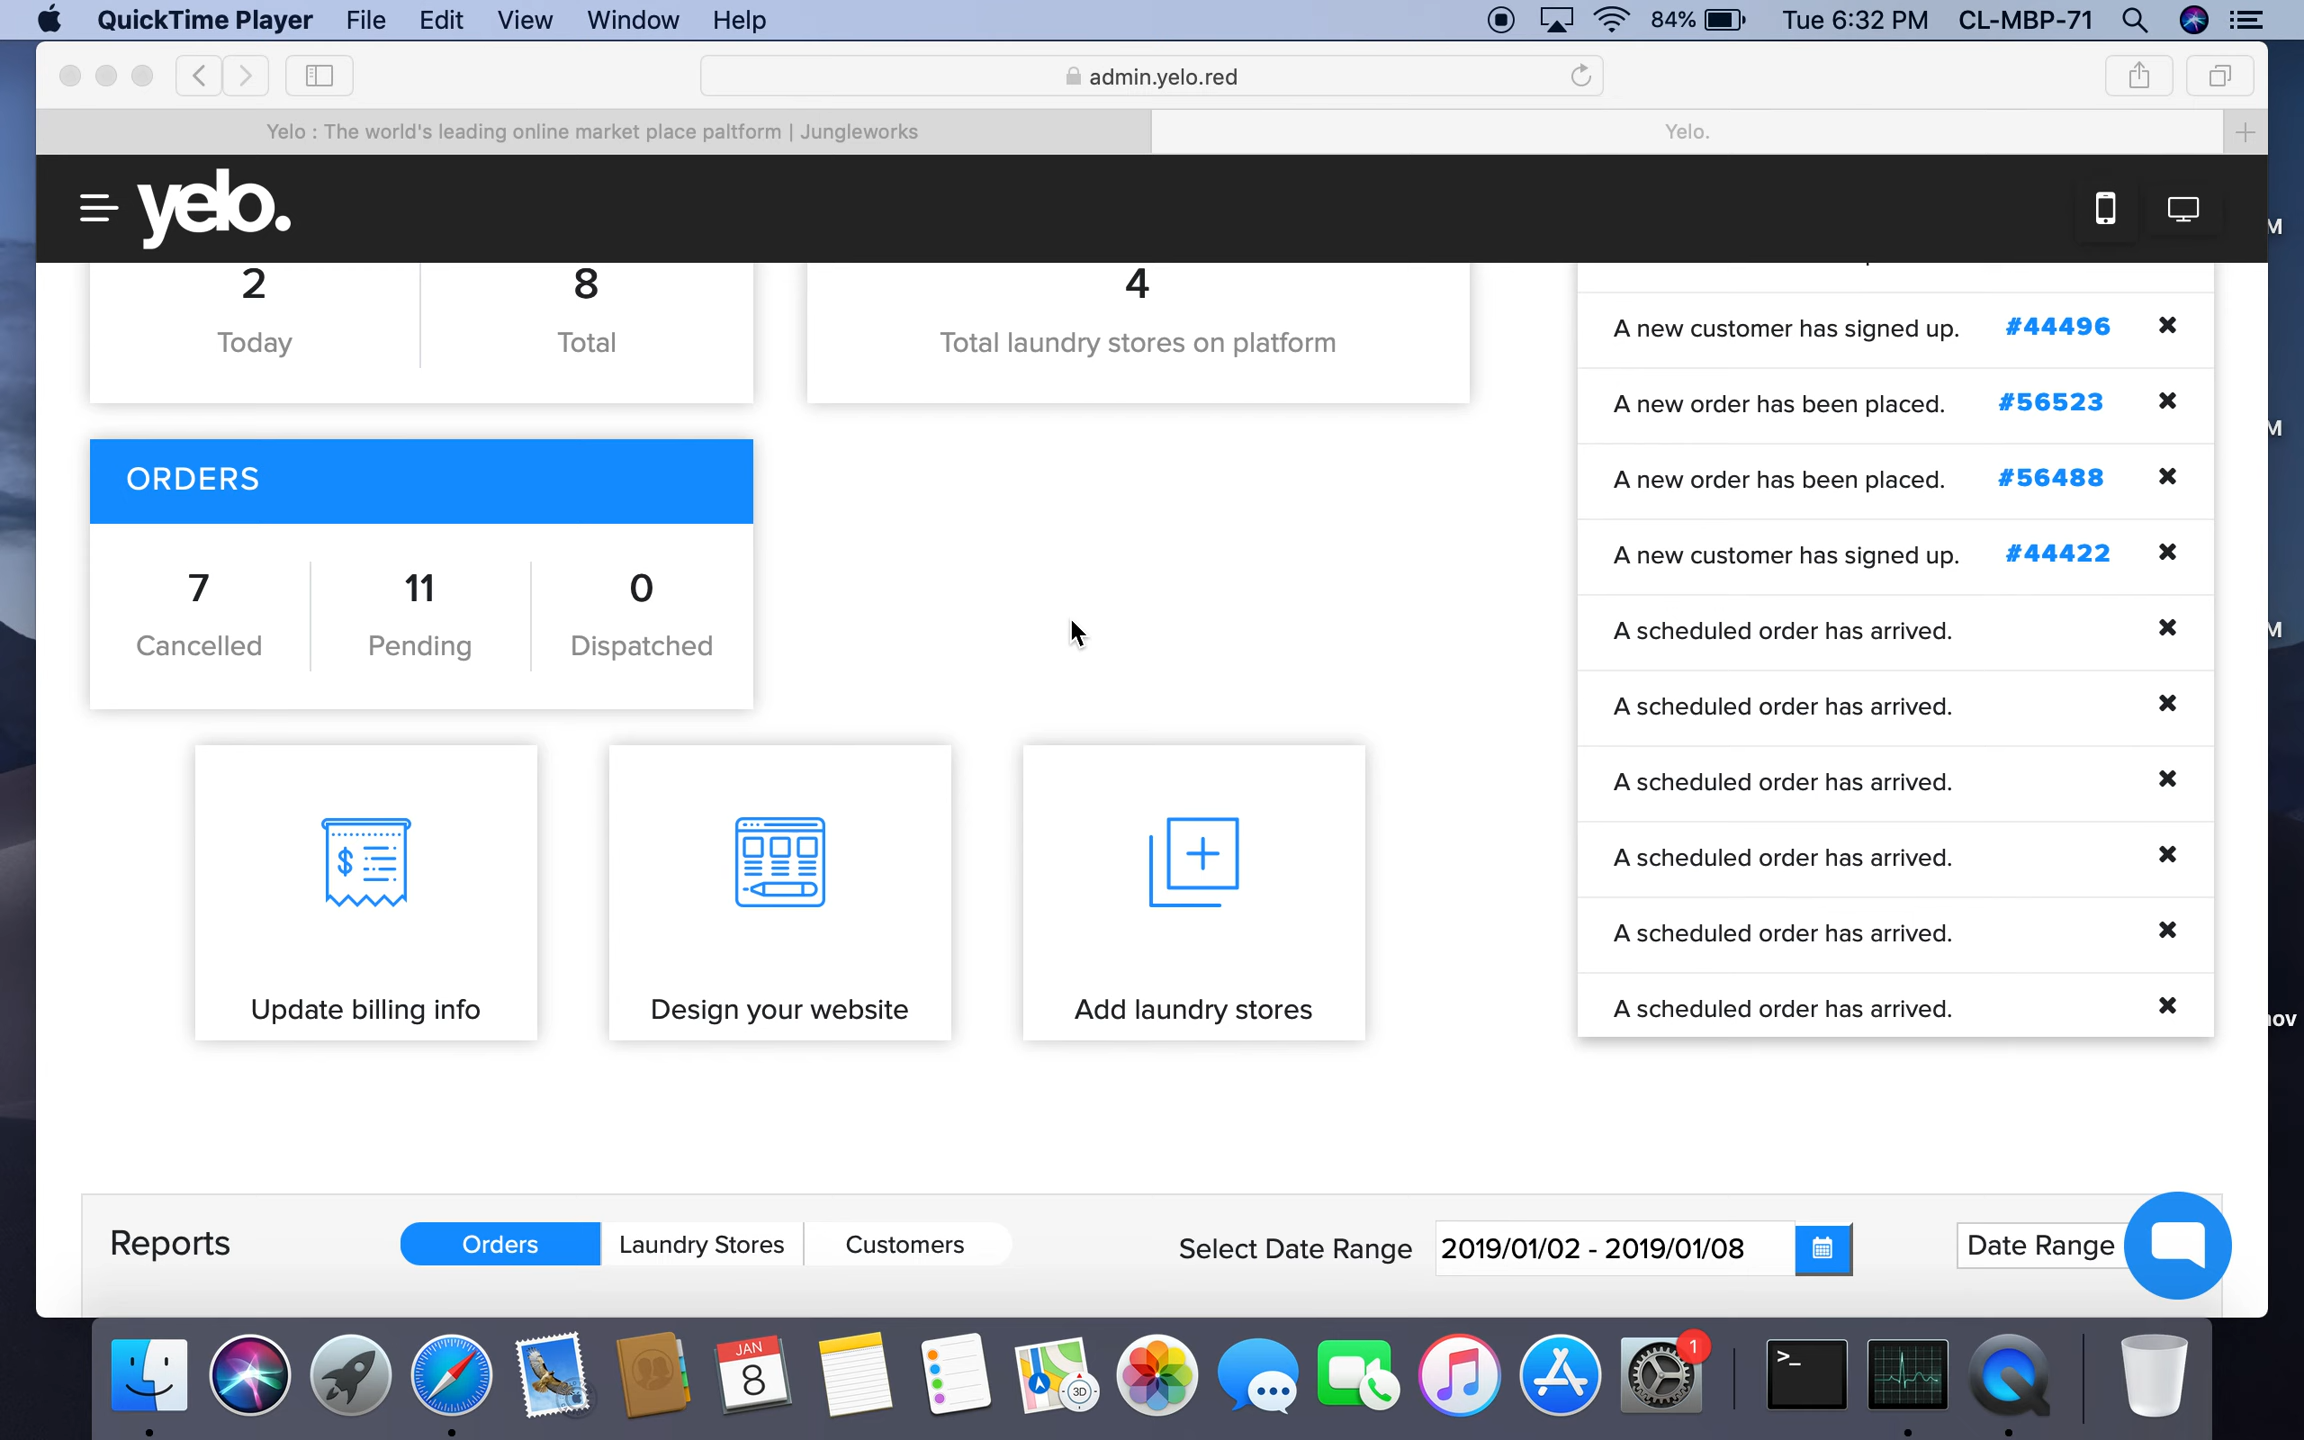 QuickTime Player File Edit View Window Help 84% Tue 6:32 PM CL-MBP-71
admin.yelo.red
Yelo : The world's leading online market place paltform | Jungleworks
Yelo.
yelo.
2
Today
8
Total
4
Total laundry stores on platform
ORDERS
7
Cancelled
11
Pending
0
Dispatched
Update billing info
Design your website
Add laundry stores
A new customer has signed up. #44496
A new order has been placed. #56523
A new order has been placed. #56488
A new customer has signed up. #44422
A scheduled order has arrived.
A scheduled order has arrived.
A scheduled order has arrived.
A scheduled order has arrived.
A scheduled order has arrived.
A scheduled order has arrived.
M
M
M
ov
Reports
Orders Laundry Stores Customers
Select Date Range 2019/01/02 - 2019/01/08
Date Range
JAN
8
3D
1
>_